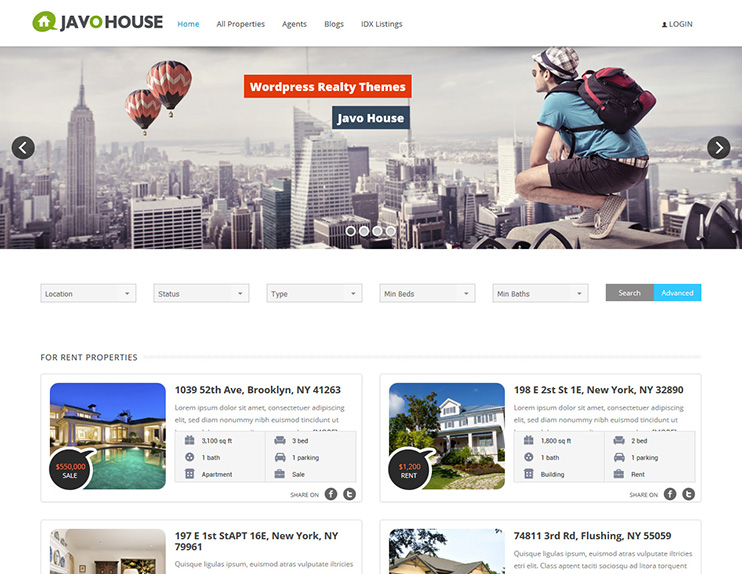 JAVO HOUSE
Home All Properties Agents Blogs IDX Listings LOGIN
Wordpress Realty Themes
Javo House
Location Status Type Min Beds Min Baths Search Advanced
FOR RENT PROPERTIES
1039 52th Ave, Brooklyn, NY 41263
Lorem ipsum dolor sit amet, consectetuer adipiscing
elit, sed diam nonummy nibh euismod tincidunt ut
3,100 sq ft 3 bed
1 bath 1 parking
Apartment Sale
$550,000
SALE
SHARE ON
198 E 2st St 1E, New York, NY 32890
Lorem ipsum dolor sit amet, consectetuer adipiscing
elit, sed diam nonummy nibh euismod tincidunt ut
1,800 sq ft 2 bed
1 bath 1 parking
Building Rent
$1,200
RENT
SHARE ON
197 E 1st StAPT 16E, New York, NY
79961
Quisque ligulas ipsum, euismod atras vulputate iltricies
74811 3rd Rd, Flushing, NY 55059
Quisque ligulas ipsum, euismod atras vulputate iltricies
etri elit. Class aptent taciti sociosqu ad litora torquent